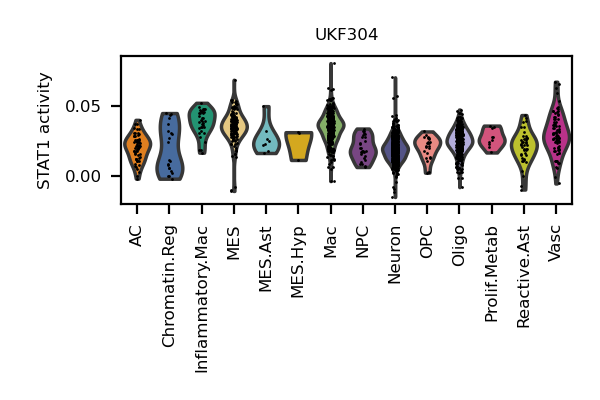 UKF304
STAT1 activity
0.05
0.00
AC
Chromatin.Reg
Inflammatory.Mac
MES
MES.Ast
MES.Hyp
Mac
NPC
Neuron
OPC
Oligo
Prolif.Metab
Reactive.Ast
Vasc